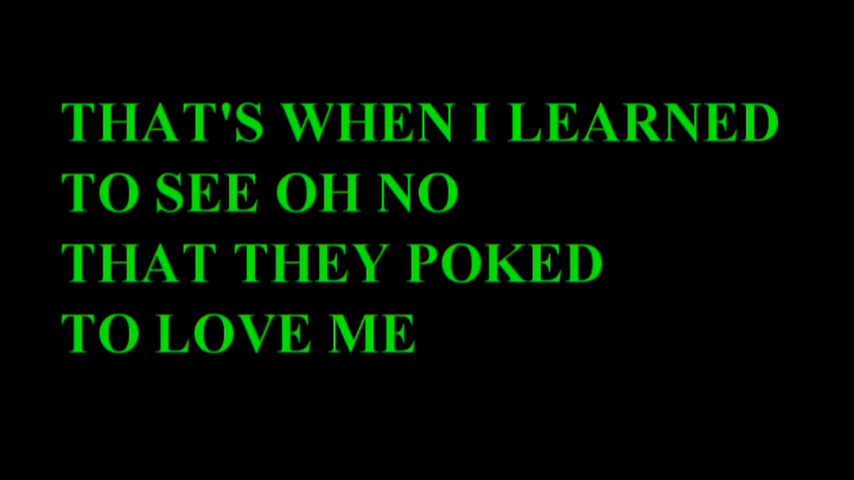 THAT'S WHEN I LEARNED
TO SEE OH NO
THAT THEY POKED
TO LOVE ME